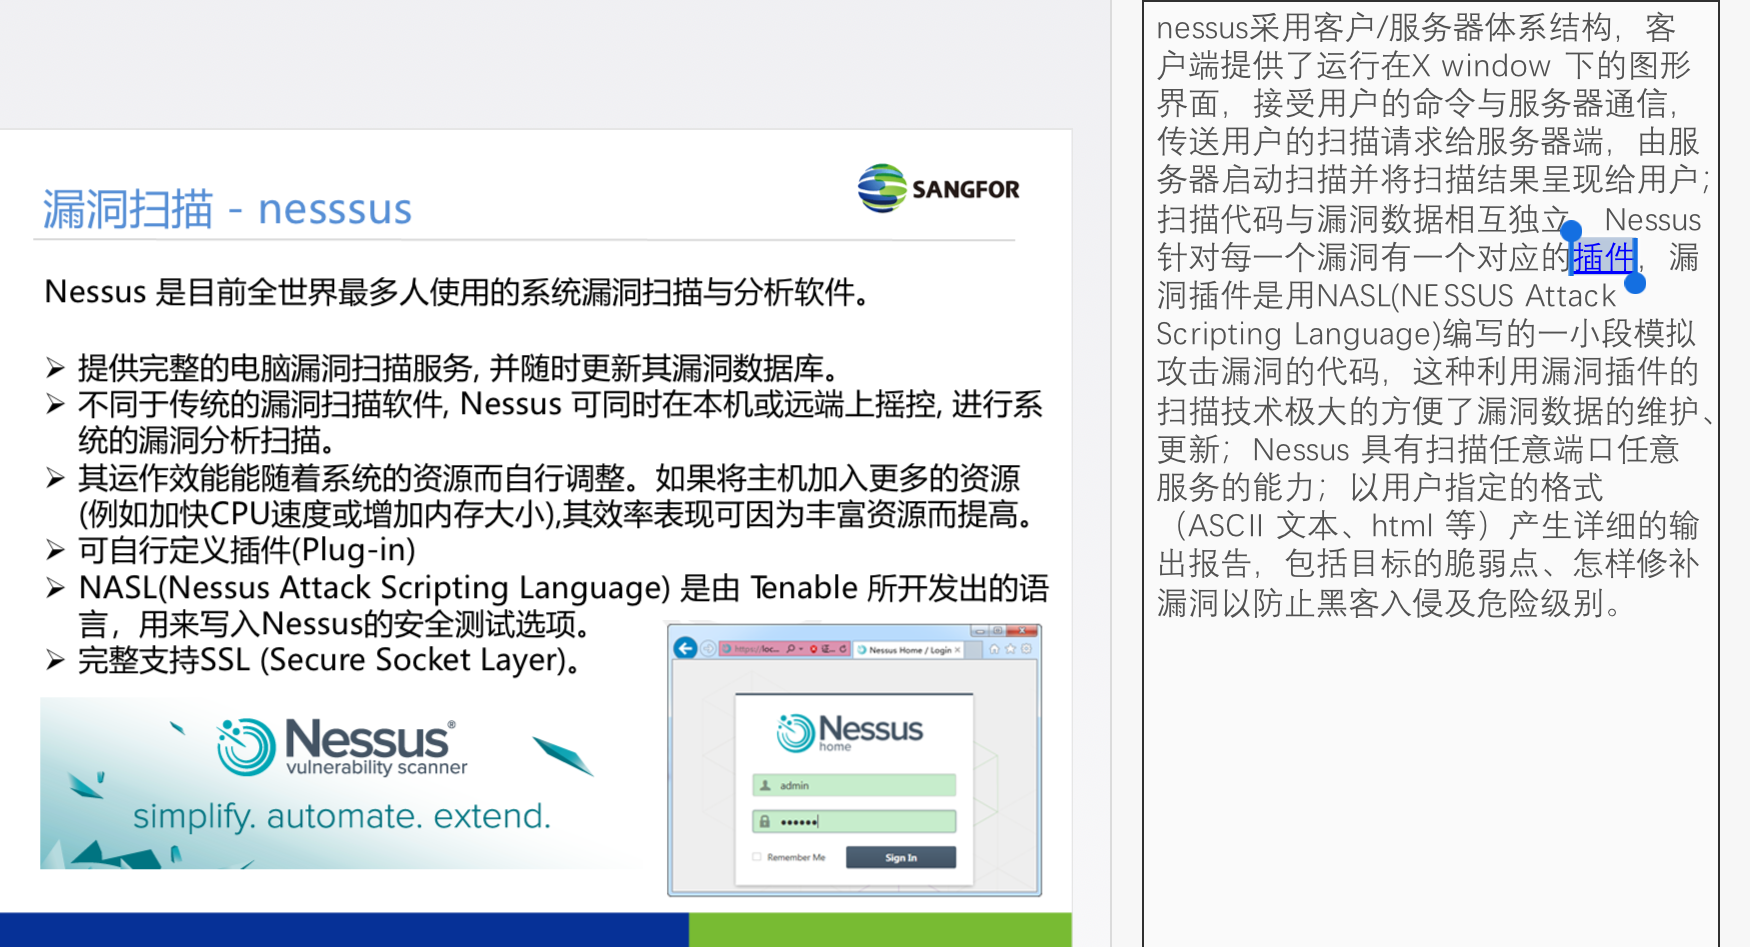 漏洞扫描 - nesssus
SANGFOR
Nessus 是目前全世界最多人使用的系统漏洞扫描与分析软件。
➢ 提供完整的电脑漏洞扫描服务, 并随时更新其漏洞数据库。
➢ 不同于传统的漏洞扫描软件, Nessus 可同时在本机或远端上摇控, 进行系
统的漏洞分析扫描。
➢ 其运作效能能随着系统的资源而自行调整。如果将主机加入更多的资源
(例如加快CPU速度或增加内存大小),其效率表现可因为丰富资源而提高。
➢ 可自行定义插件(Plug-in)
➢ NASL(Nessus Attack Scripting Language) 是由 Tenable 所开发出的语
言，用来写入Nessus的安全测试选项。
➢ 完整支持SSL (Secure Socket Layer)。
Nessus®
vulnerability scanner
simplify. automate. extend.
https://loc...
Nessus Home / Login
Nessus
home
admin
Remember Me
Sign In
nessus采用客户/服务器体系结构，客
户端提供了运行在X window 下的图形
界面，接受用户的命令与服务器通信，
传送用户的扫描请求给服务器端，由服
务器启动扫描并将扫描结果呈现给用户；
扫描代码与漏洞数据相互独立，Nessus
针对每一个漏洞有一个对应的插件，漏
洞插件是用NASL(NESSUS Attack
Scripting Language)编写的一小段模拟
攻击漏洞的代码，这种利用漏洞插件的
扫描技术极大的方便了漏洞数据的维护、
更新；Nessus 具有扫描任意端口任意
服务的能力；以用户指定的格式
（ASCII 文本、html 等）产生详细的输
出报告，包括目标的脆弱点、怎样修补
漏洞以防止黑客入侵及危险级别。